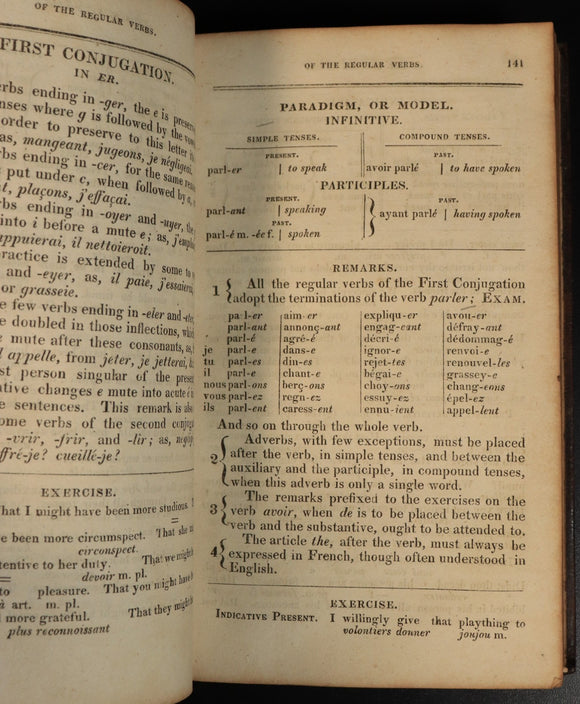 OF THE REGULAR VERBS.
FIRST CONJUGATION.
IN ER.
rbs ending in -ger, the e is preserv
nses where g is followed by the vow
order to preserve to this letter it
as, mangeant, jugeons, je négligeai.
bs ending in -cer, for the same reas
put under c, when followed by a, o
nt, plaçons, j'effaçai.
bs ending in -oyer and -uyer, the
into i before a mute e; as, j'emploi
appuierai, il nettoieroit.
practice is extended by some to v
and -eyer, as, il paie, j'essaierai
or grasseie.
e few verbs ending in -eler and -eter,
e doubled in those inflections, which
e mute after these consonants, as, i
l appelle, from jeter, je jetterai, &c
st person singular of the present
ative changes e mute into acute é in
e sentences. This remark is also
ome verbs of the second conjugat
-vrir, -frir, and -lir; as,
ffré-je? cueillé-je?
EXERCISE.
hat I might have been more studious.
e been more circumspect. That she m
circonspect.
tentive to her duty. That we might
devoir m. pl.
to pleasure. That you might have
à art. m. pl.
more grateful. That they might
plus reconnoissant
OF THE REGULAR VERBS. 141
PARADIGM, OR MODEL.
INFINITIVE.
SIMPLE TENSES. COMPOUND TENSES.
PRESENT. PAST.
parl-er to speak avoir parlé to have spoken
PARTICIPLES.
PRESENT. PAST.
parl-ant speaking ayant parlé having spoken
PAST.
parl-é m. -ée f. spoken
REMARKS.
1 All the regular verbs of the First Conjugation
adopt the terminations of the verb parler; EXAM.
parl-er aim-er expliqu-er avou-er
parl-ant annonç-ant engag-eant défray-ant
parl-é agré-é décri-é dédommag-é
je parl-e dans-e ignor-e renvoi-e
tu parl-es din-es rejet-tes renouvel-les
il parl-e chant-e bégai-e grassey-e
nous parl-ons berç-ons choy-ons chang-eons
vous parl-ez regn-ez essuy-ez épel-ez
ils parl-ent caress-ent ennu-ient appel-lent
And so on through the whole verb.
Adverbs, with few exceptions, must be placed
2 after the verb, in simple tenses, and between the
auxiliary and the participle, in compound tenses,
when this adverb is only a single word.
The remarks prefixed to the exercises on the
3 verb avoir, when de is to be placed between the
verb and the substantive, ought to be attended to.
The article the, after the verb, must always be
4 expressed in French, though often understood in
English.
EXERCISE.
INDICATIVE PRESENT. I willingly give that plaything to
volontiers donner joujou m.